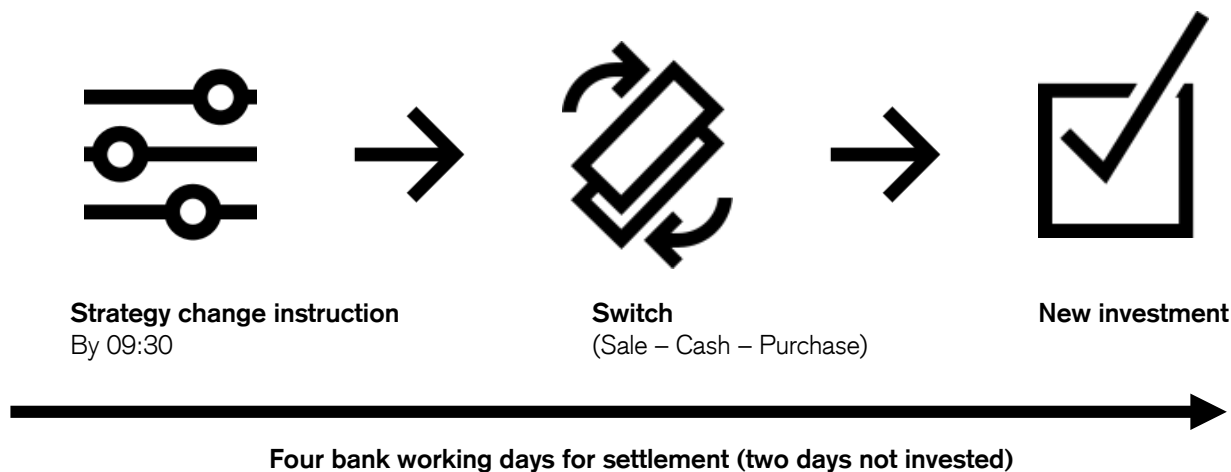 Strategy change instruction
By 09:30
Switch
(Sale – Cash – Purchase)
New investment
Four bank working days for settlement (two days not invested)